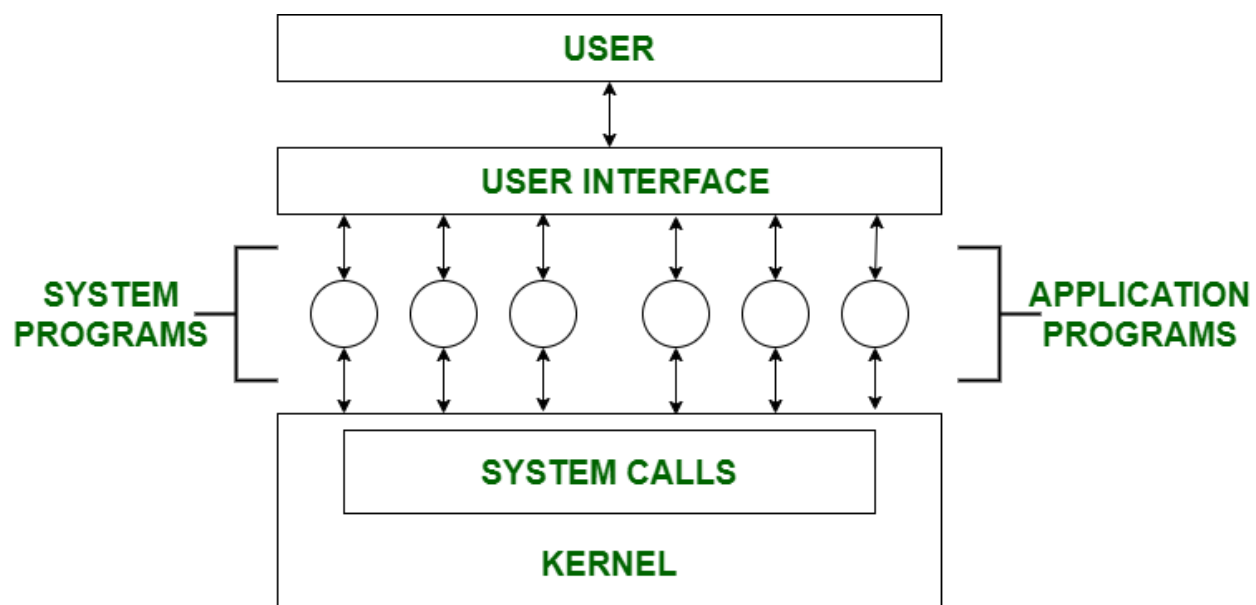 USER
USER INTERFACE
SYSTEM
PROGRAMS
APPLICATION
PROGRAMS
SYSTEM CALLS
KERNEL